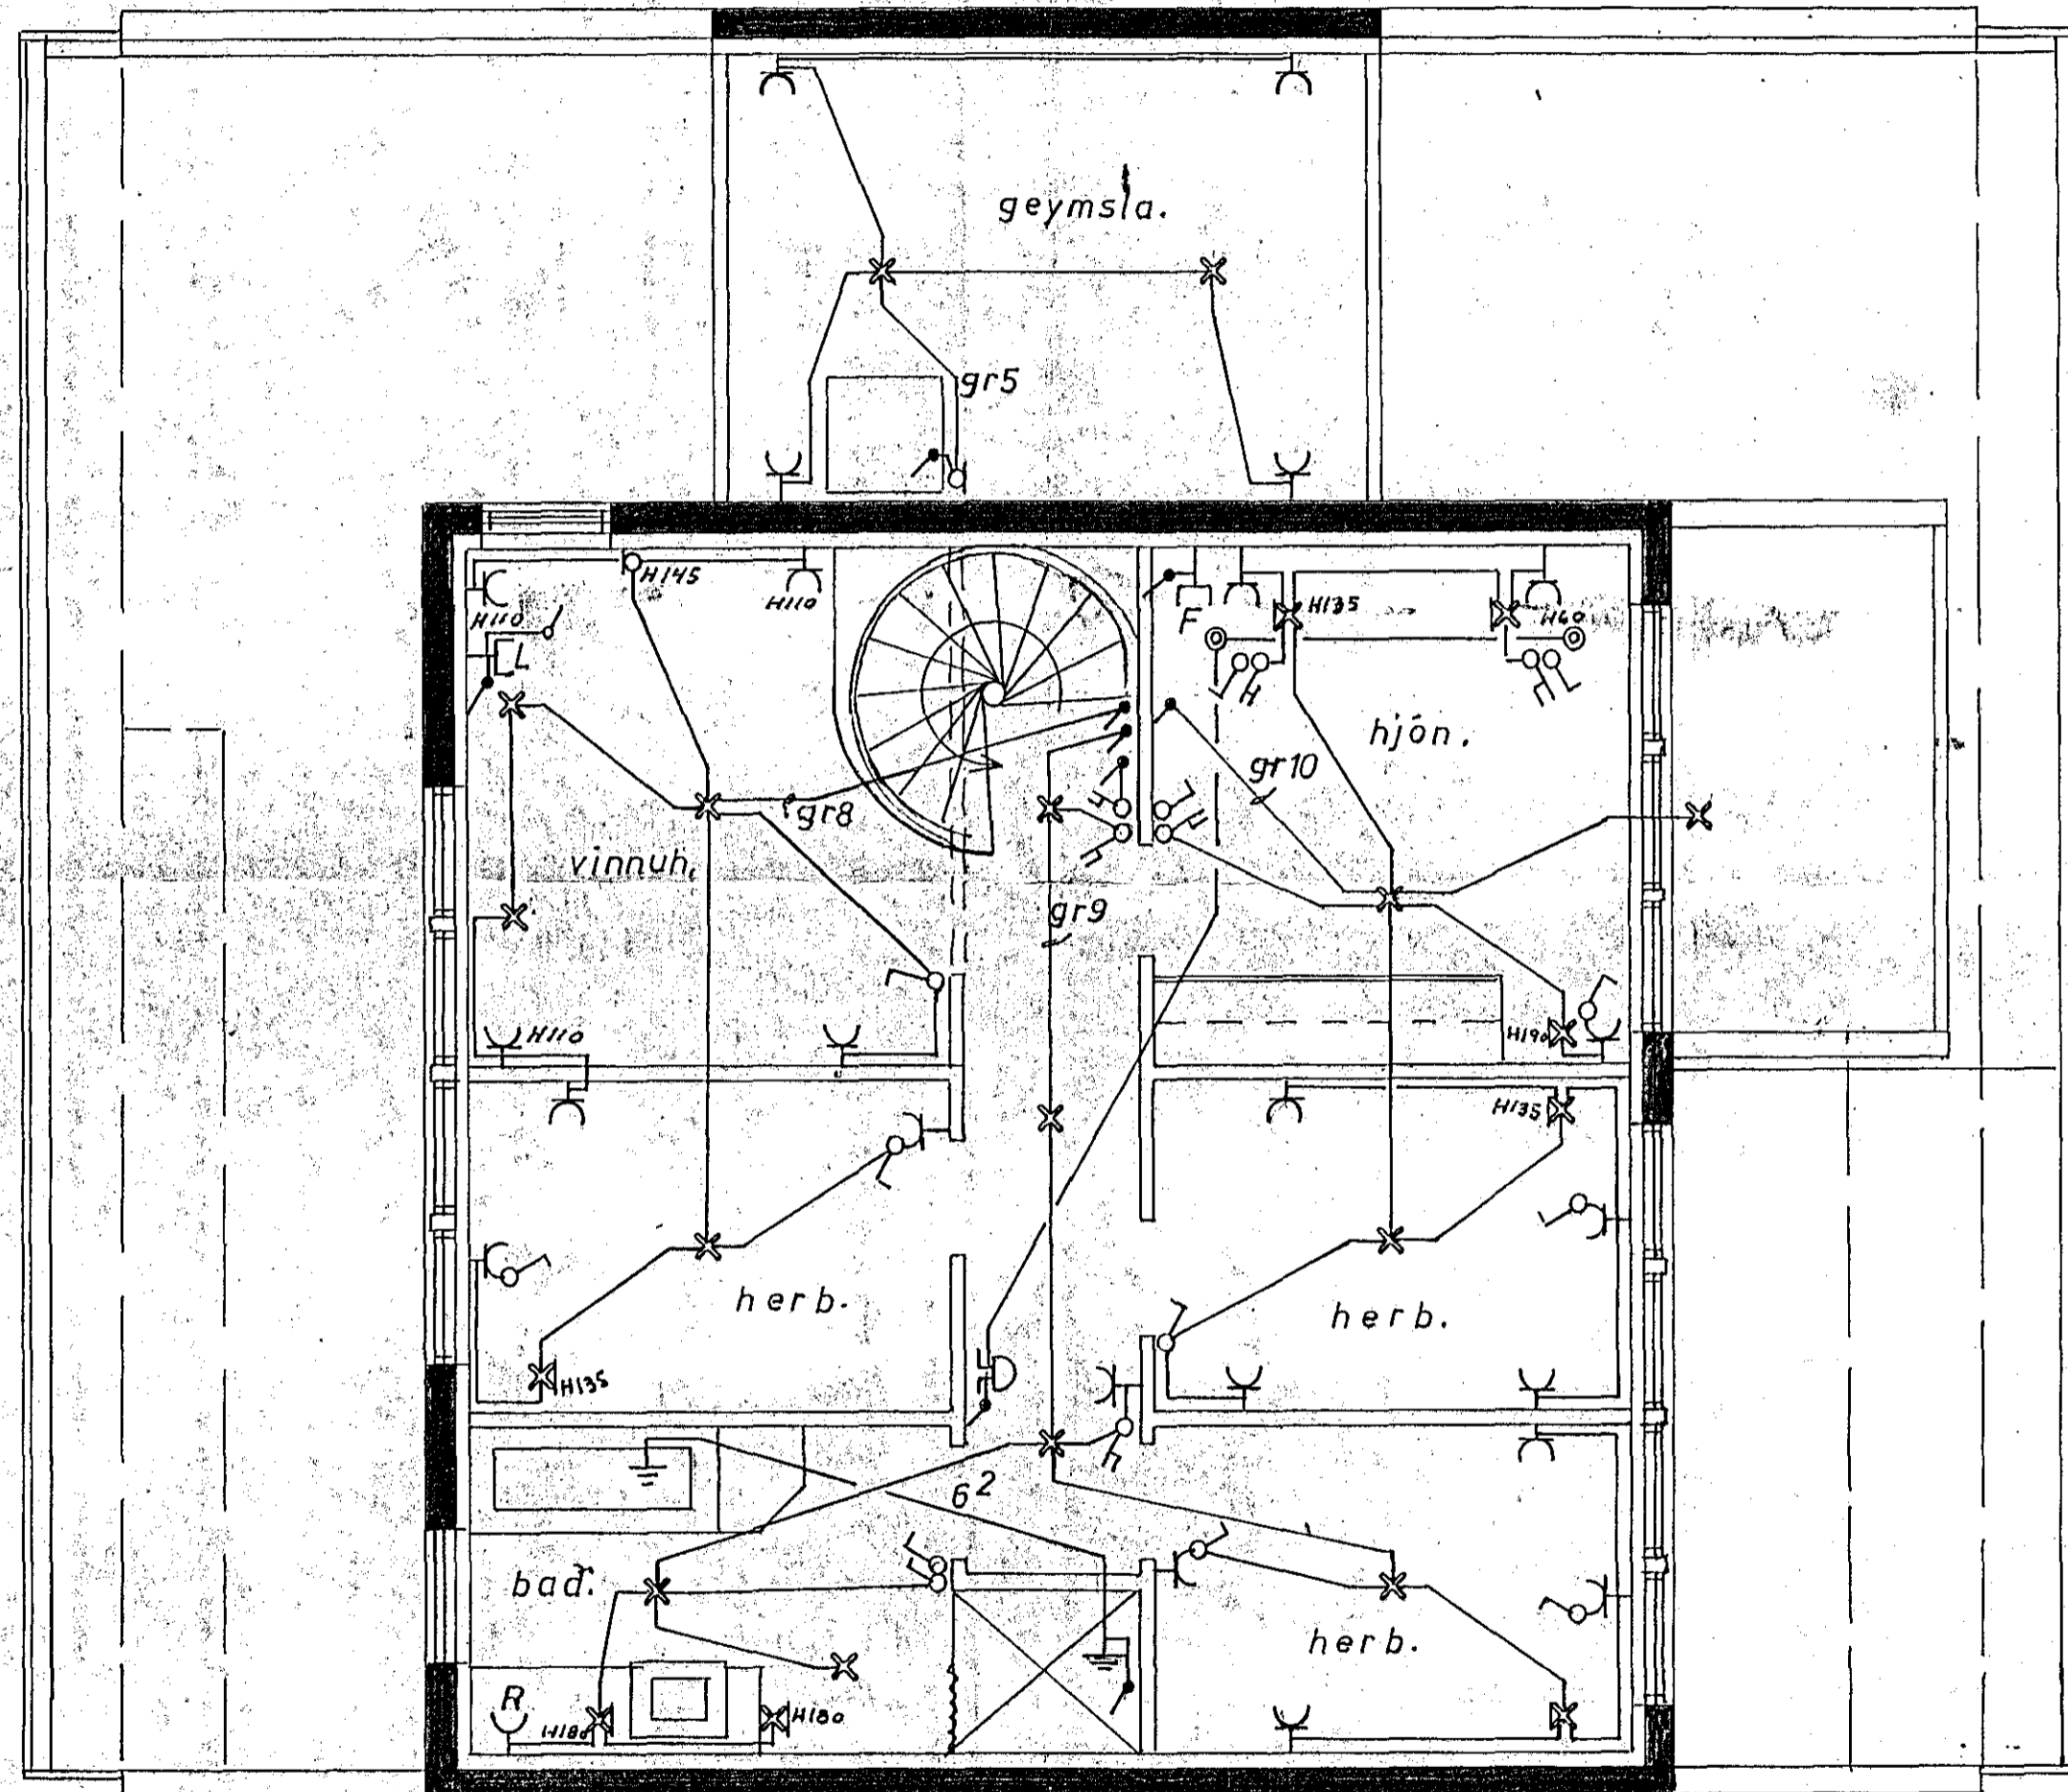 geymsla.
gr5
H145
H110
H110
L
F
H135
H60
hjón.
gr10
gr8
vinnuh.
gr9
H110
H190
H135
herb.
herb.
H135
6²
bað.
herb.
R
H180
H180